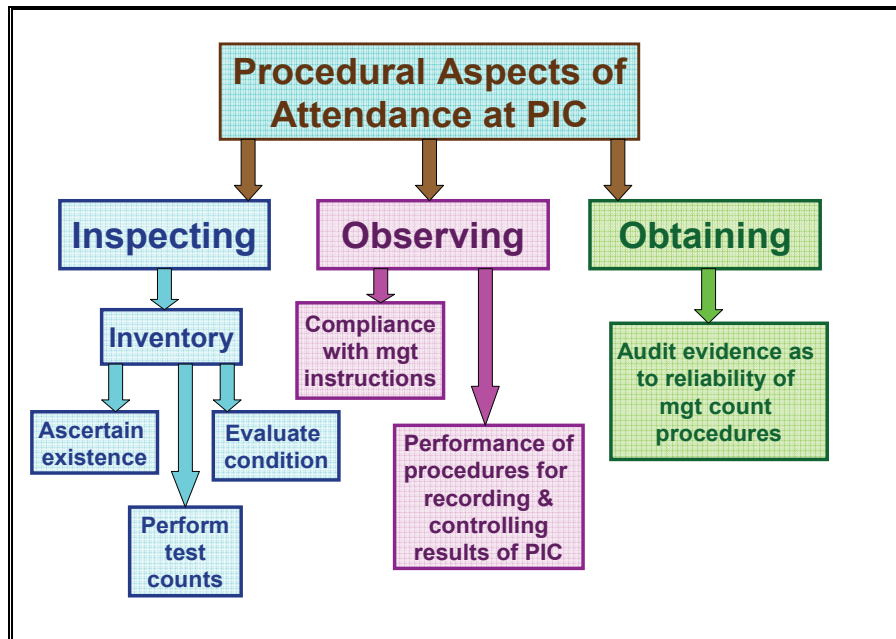 Procedural Aspects of
Attendance at PIC
Inspecting
Observing
Obtaining
Inventory
Ascertain
existence
Perform
test
counts
Evaluate
condition
Compliance
with mgt
instructions
Performance of
procedures for
recording &
controlling
results of PIC
Audit evidence as
to reliability of
mgt count
procedures